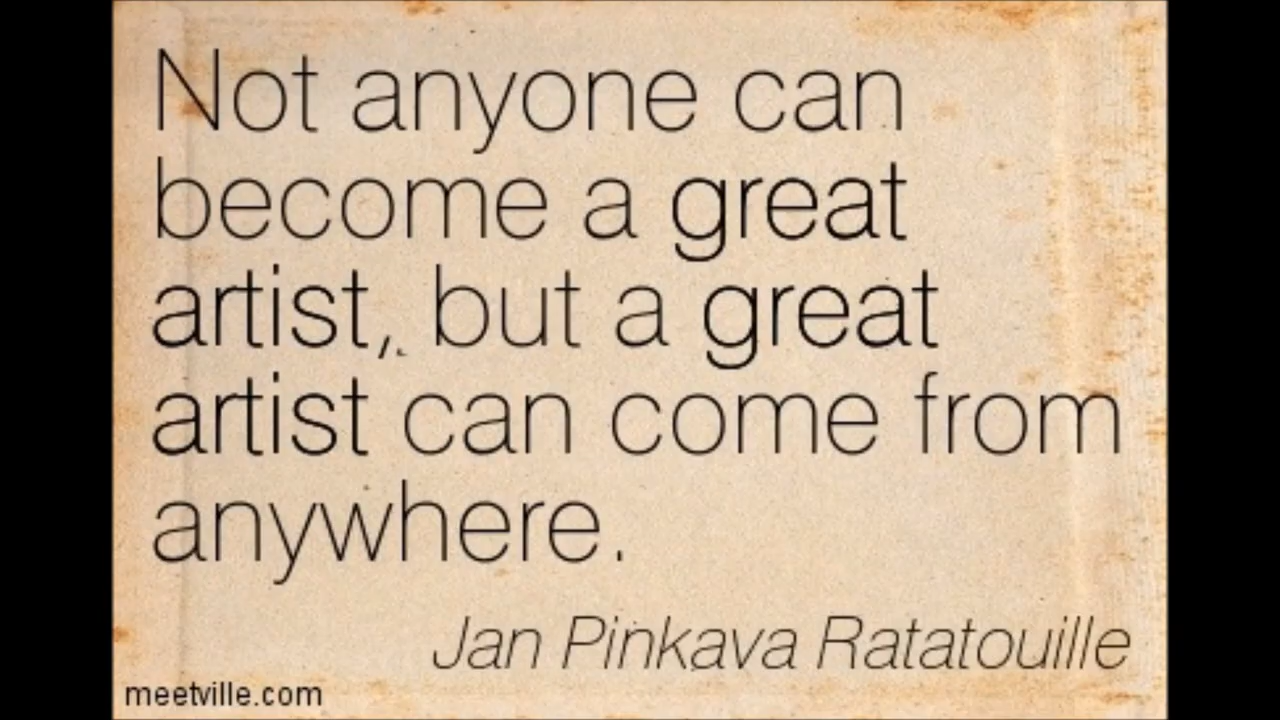 Not anyone can
become a great
artist, but a great
artist can come from
anywhere.
Jan Pinkava Ratatouille
meetville.com